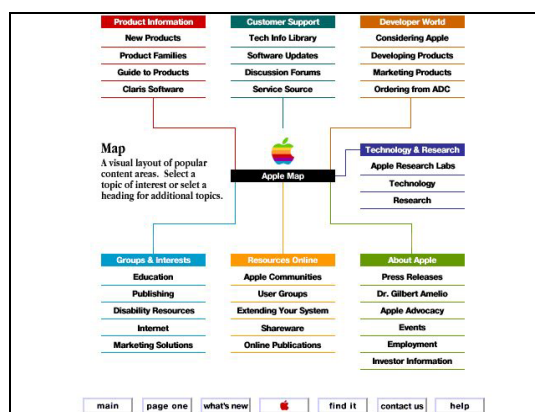 Product Information
New Products
Product Families
Guide to Products
Claris Software
Customer Support
Tech Info Library
Software Updates
Discussion Forums
Service Source
Developer World
Considering Apple
Developing Products
Marketing Products
Ordering from ADC
Map
A visual layout of popular
content areas. Select a
topic of interest or selet a
heading for additional topics.
Apple Map
Technology & Research
Apple Research Labs
Technology
Research
Groups & Interests
Education
Publishing
Disability Resources
Internet
Marketing Solutions
Resources Online
Apple Communities
User Groups
Extending Your System
Shareware
Online Publications
About Apple
Press Releases
Dr. Gilbert Amelio
Apple Advocacy
Events
Employment
Investor Information
main
page one
what's new
find it
contact us
help